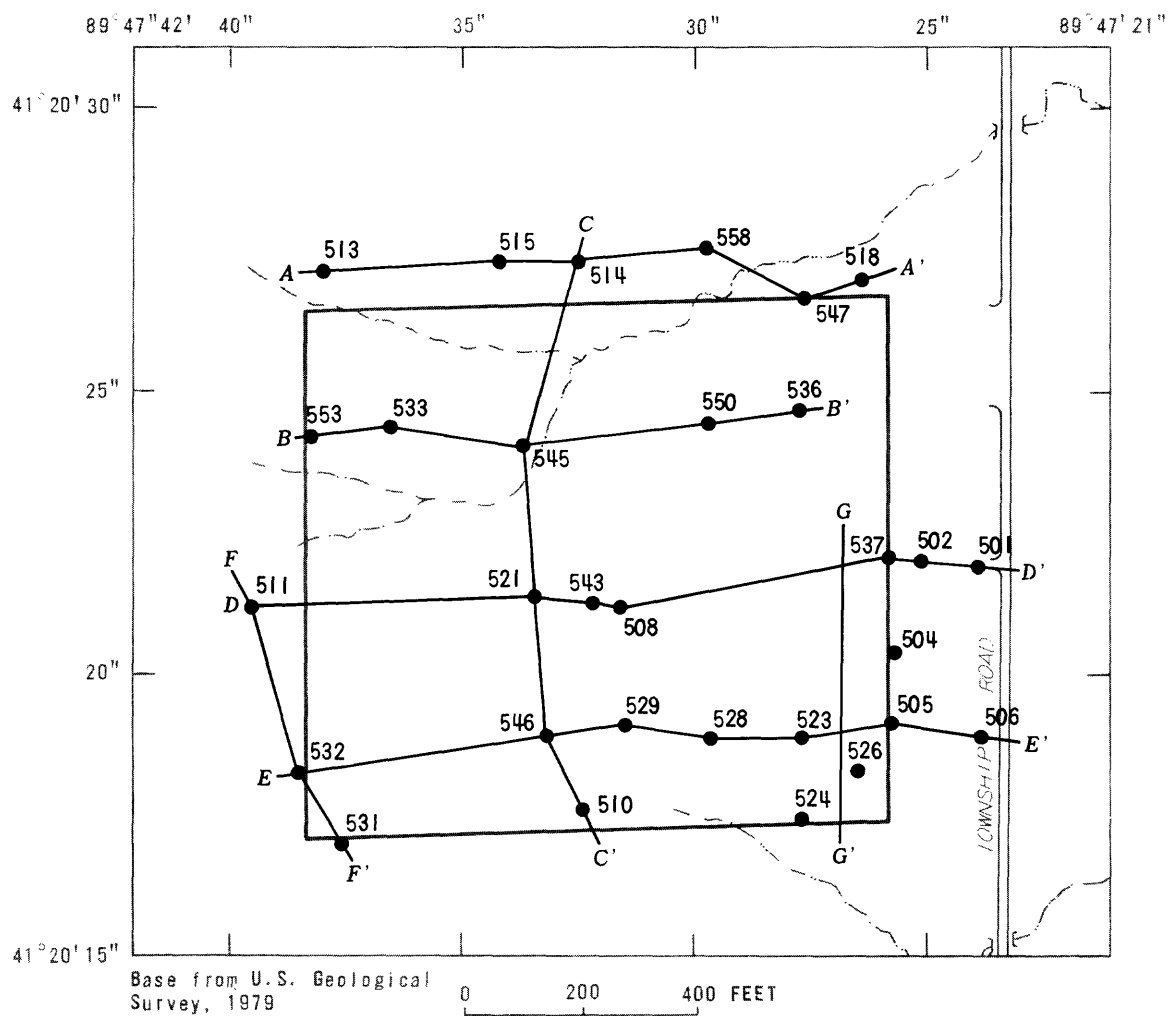 89°47'42" 40" 35" 30" 25" 89°47'21"
41°20'30"
C
513 515 558
A 514 518 A'
547
25"
553 533 550 536 B'
B 545
G
F 537 502 501
511 521 543 D'
D 508
504
20"
TOWNSHIP ROAD
546 529 528 523 505 506
532 E'
E 526
510 524
531
F' C' G'
41°20'15"
Base from U.S. Geological
Survey, 1979
0 200 400 FEET